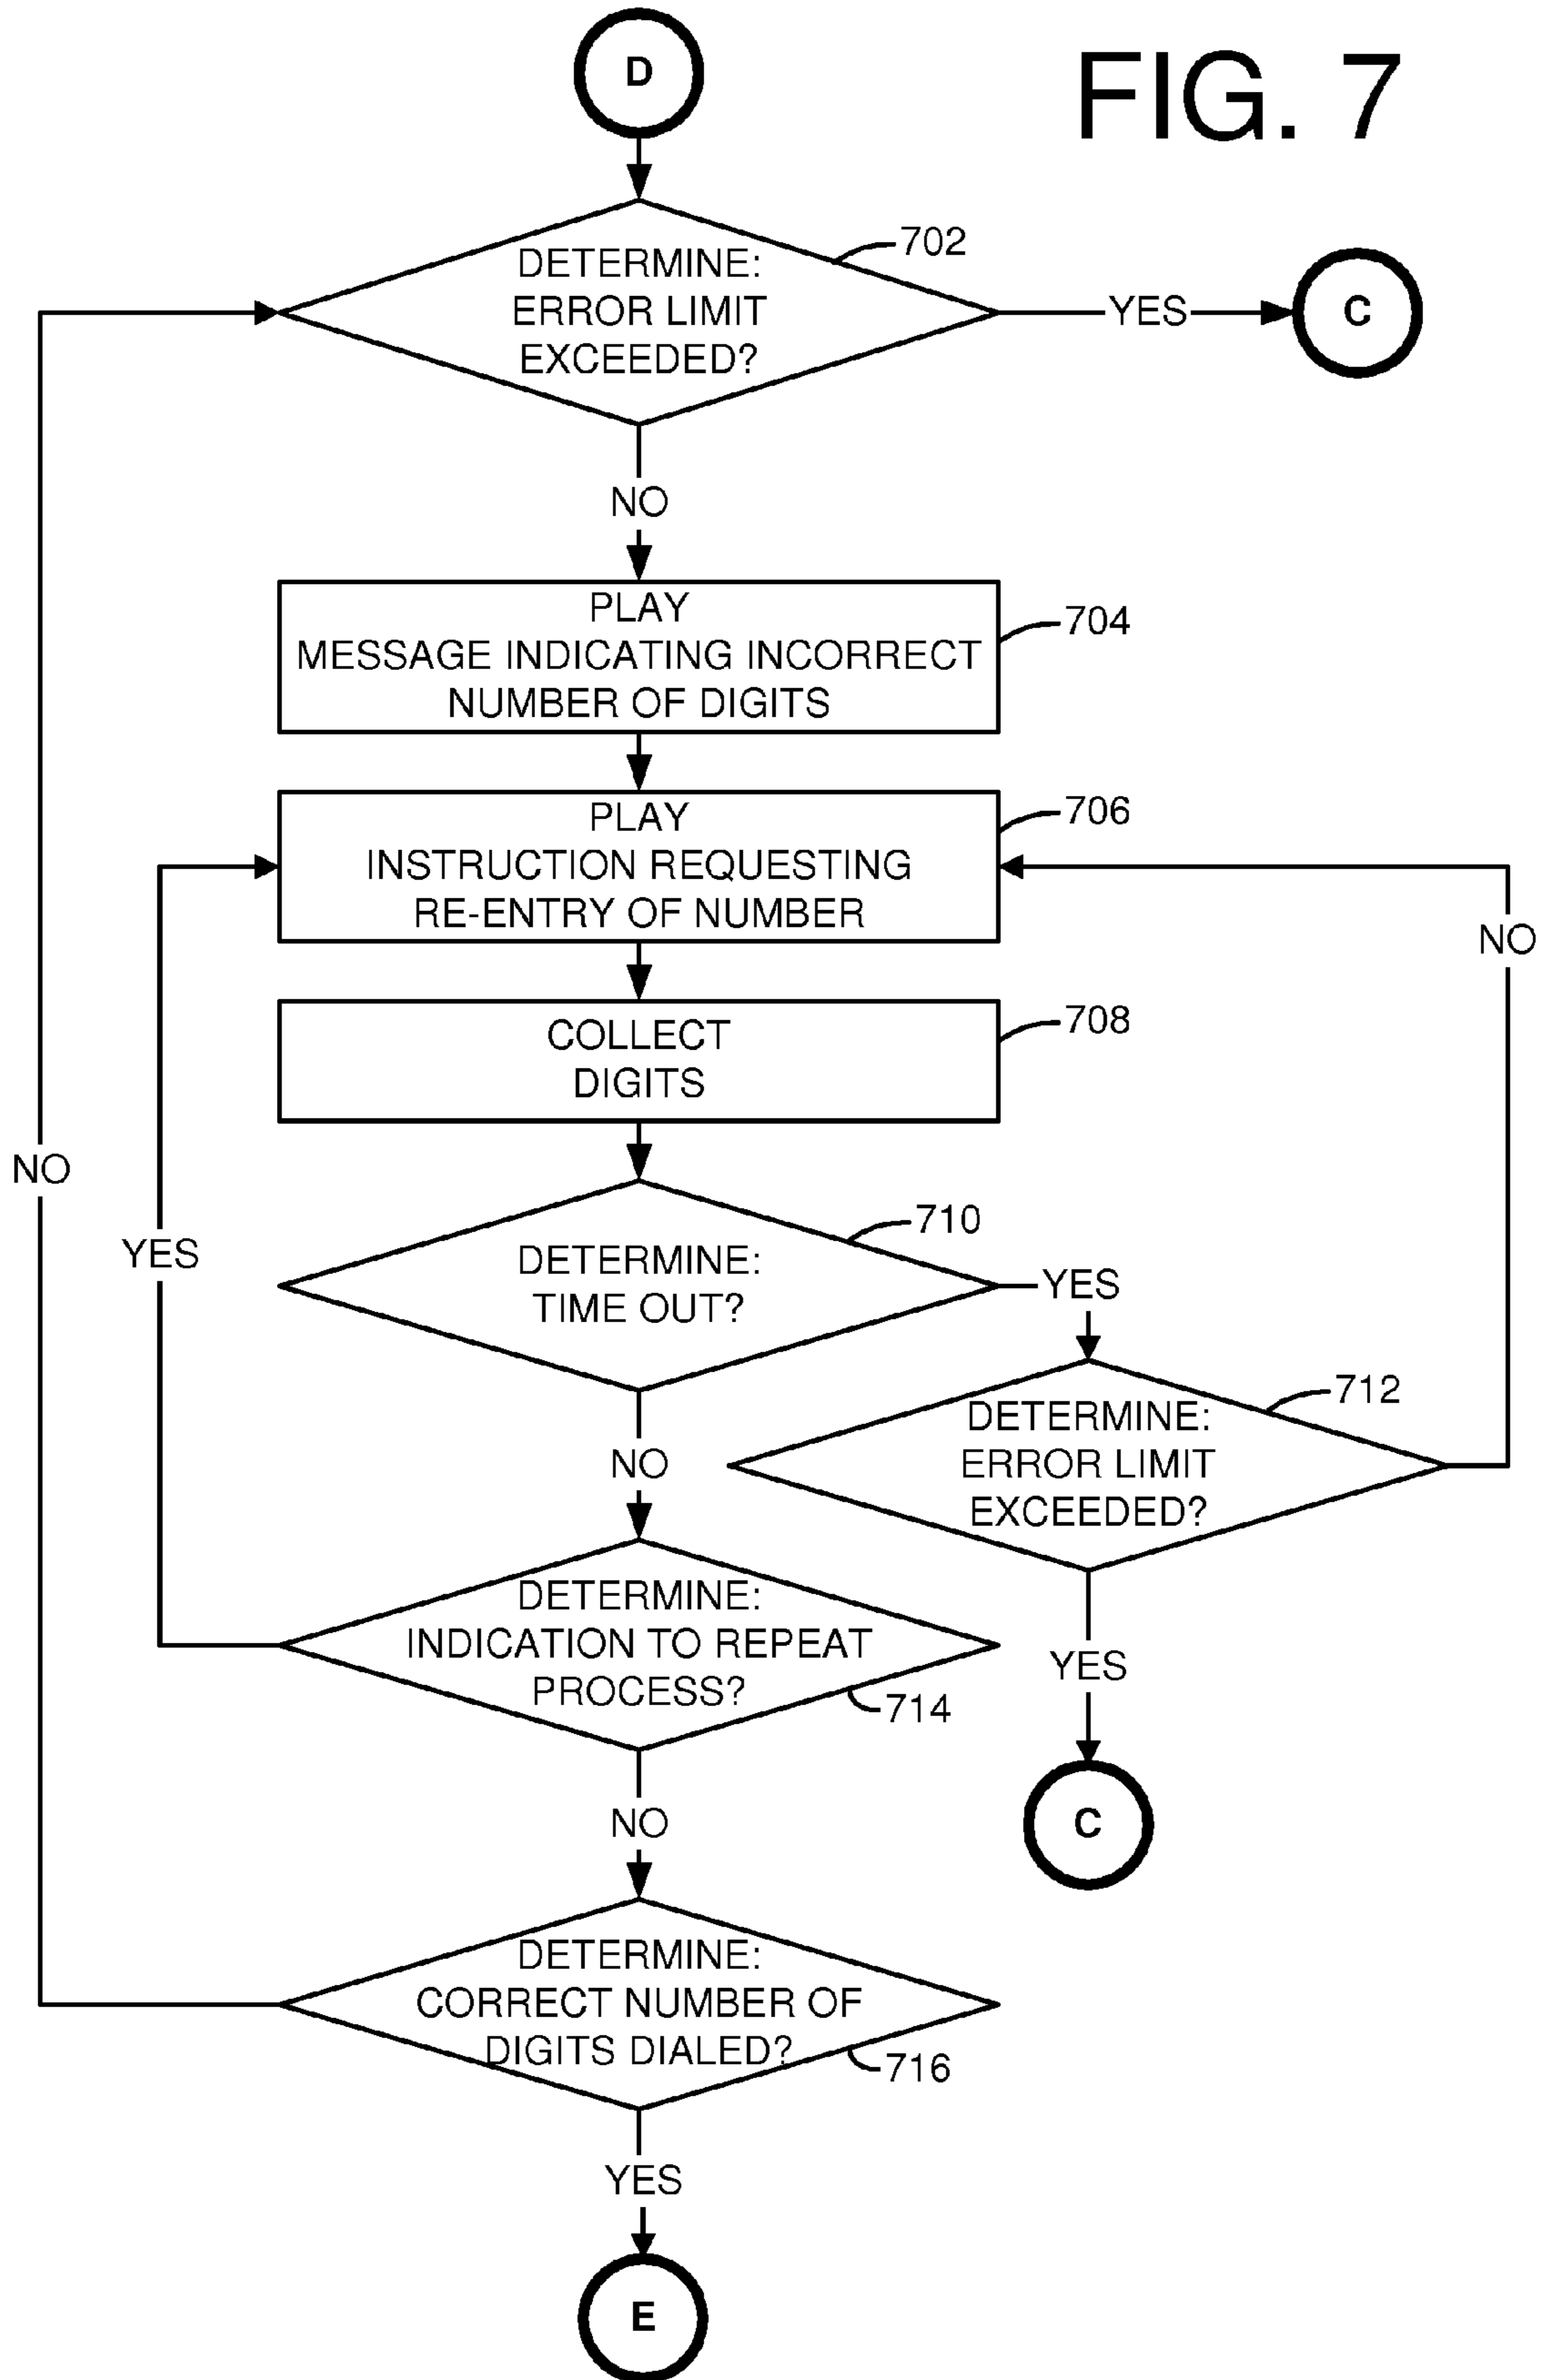 D
FIG. 7
DETERMINE:
ERROR LIMIT
EXCEEDED?
702
YES
C
NO
PLAY
MESSAGE INDICATING INCORRECT
NUMBER OF DIGITS
704
PLAY
INSTRUCTION REQUESTING
RE-ENTRY OF NUMBER
706
NO
COLLECT
DIGITS
708
NO
YES
DETERMINE:
TIME OUT?
710
YES
DETERMINE:
ERROR LIMIT
EXCEEDED?
712
NO
DETERMINE:
INDICATION TO REPEAT
PROCESS?
714
YES
C
NO
DETERMINE:
CORRECT NUMBER OF
DIGITS DIALED?
716
YES
E